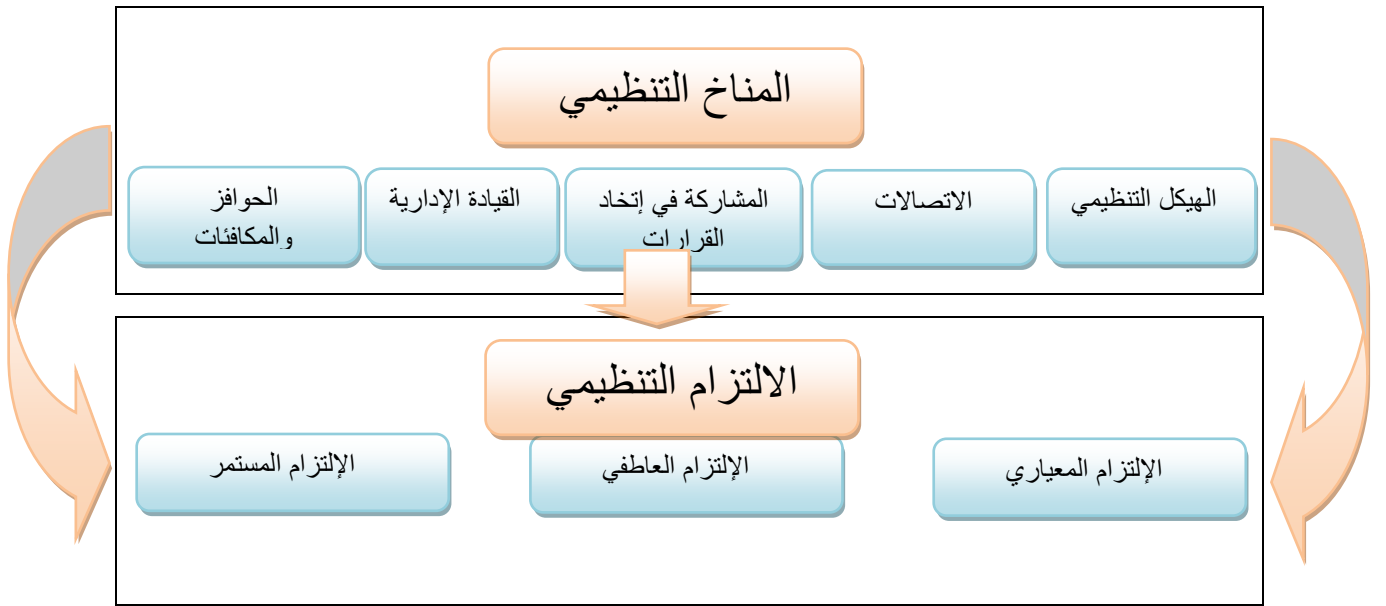 المناخ التنظيمي
الهيكل التنظيمي
الاتصالات
المشاركة في إتخاد
القرارات
القيادة الإدارية
الحوافز
والمكافئات
الالتزام التنظيمي
الإلتزام المعياري
الإلتزام العاطفي
الإلتزام المستمر